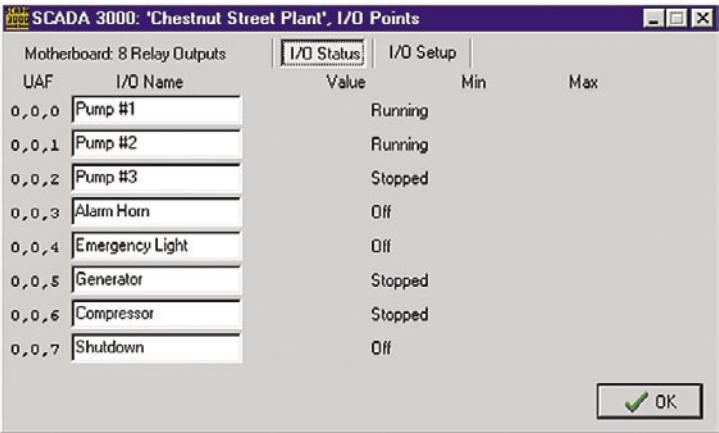 SCADA 3000: 'Chestnut Street Plant', I/O Points
Motherboard: 8 Relay Outputs I/O Status I/O Setup
UAF I/O Name Value Min Max
0,0,0 Pump #1 Running
0,0,1 Pump #2 Running
0,0,2 Pump #3 Stopped
0,0,3 Alarm Horn Off
0,0,4 Emergency Light Off
0,0,5 Generator Stopped
0,0,6 Compressor Stopped
0,0,7 Shutdown Off
OK